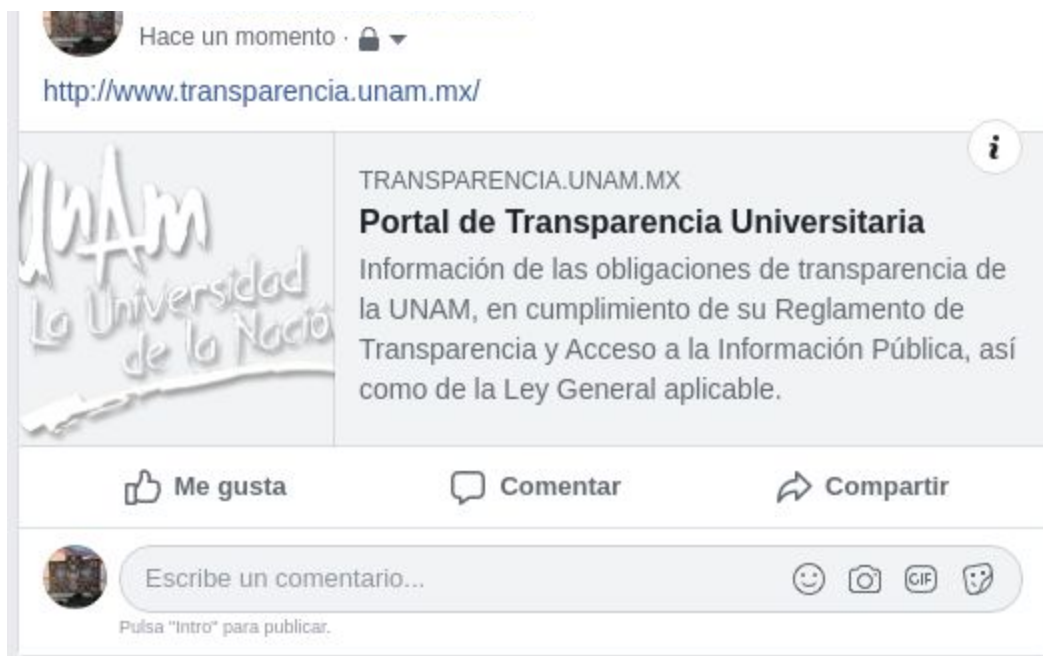 Hace un momento ·
http://www.transparencia.unam.mx/
UnAm
La Universidad
de la Nació
TRANSPARENCIA.UNAM.MX
Portal de Transparencia Universitaria
Información de las obligaciones de transparencia de
la UNAM, en cumplimiento de su Reglamento de
Transparencia y Acceso a la Información Pública, así
como de la Ley General aplicable.
Me gusta
Comentar
Compartir
Escribe un comentario...
GIF
Pulsa "Intro" para publicar.